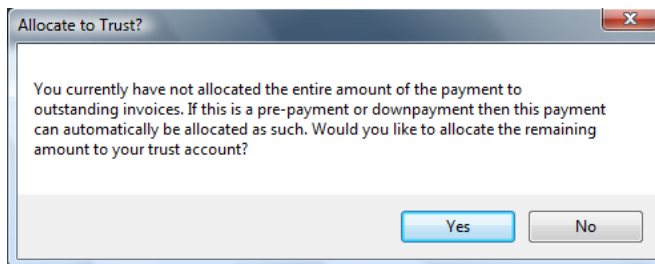 Allocate to Trust?
You currently have not allocated the entire amount of the payment to
outstanding invoices. If this is a pre-payment or downpayment then this payment
can automatically be allocated as such. Would you like to allocate the remaining
amount to your trust account?
Yes No